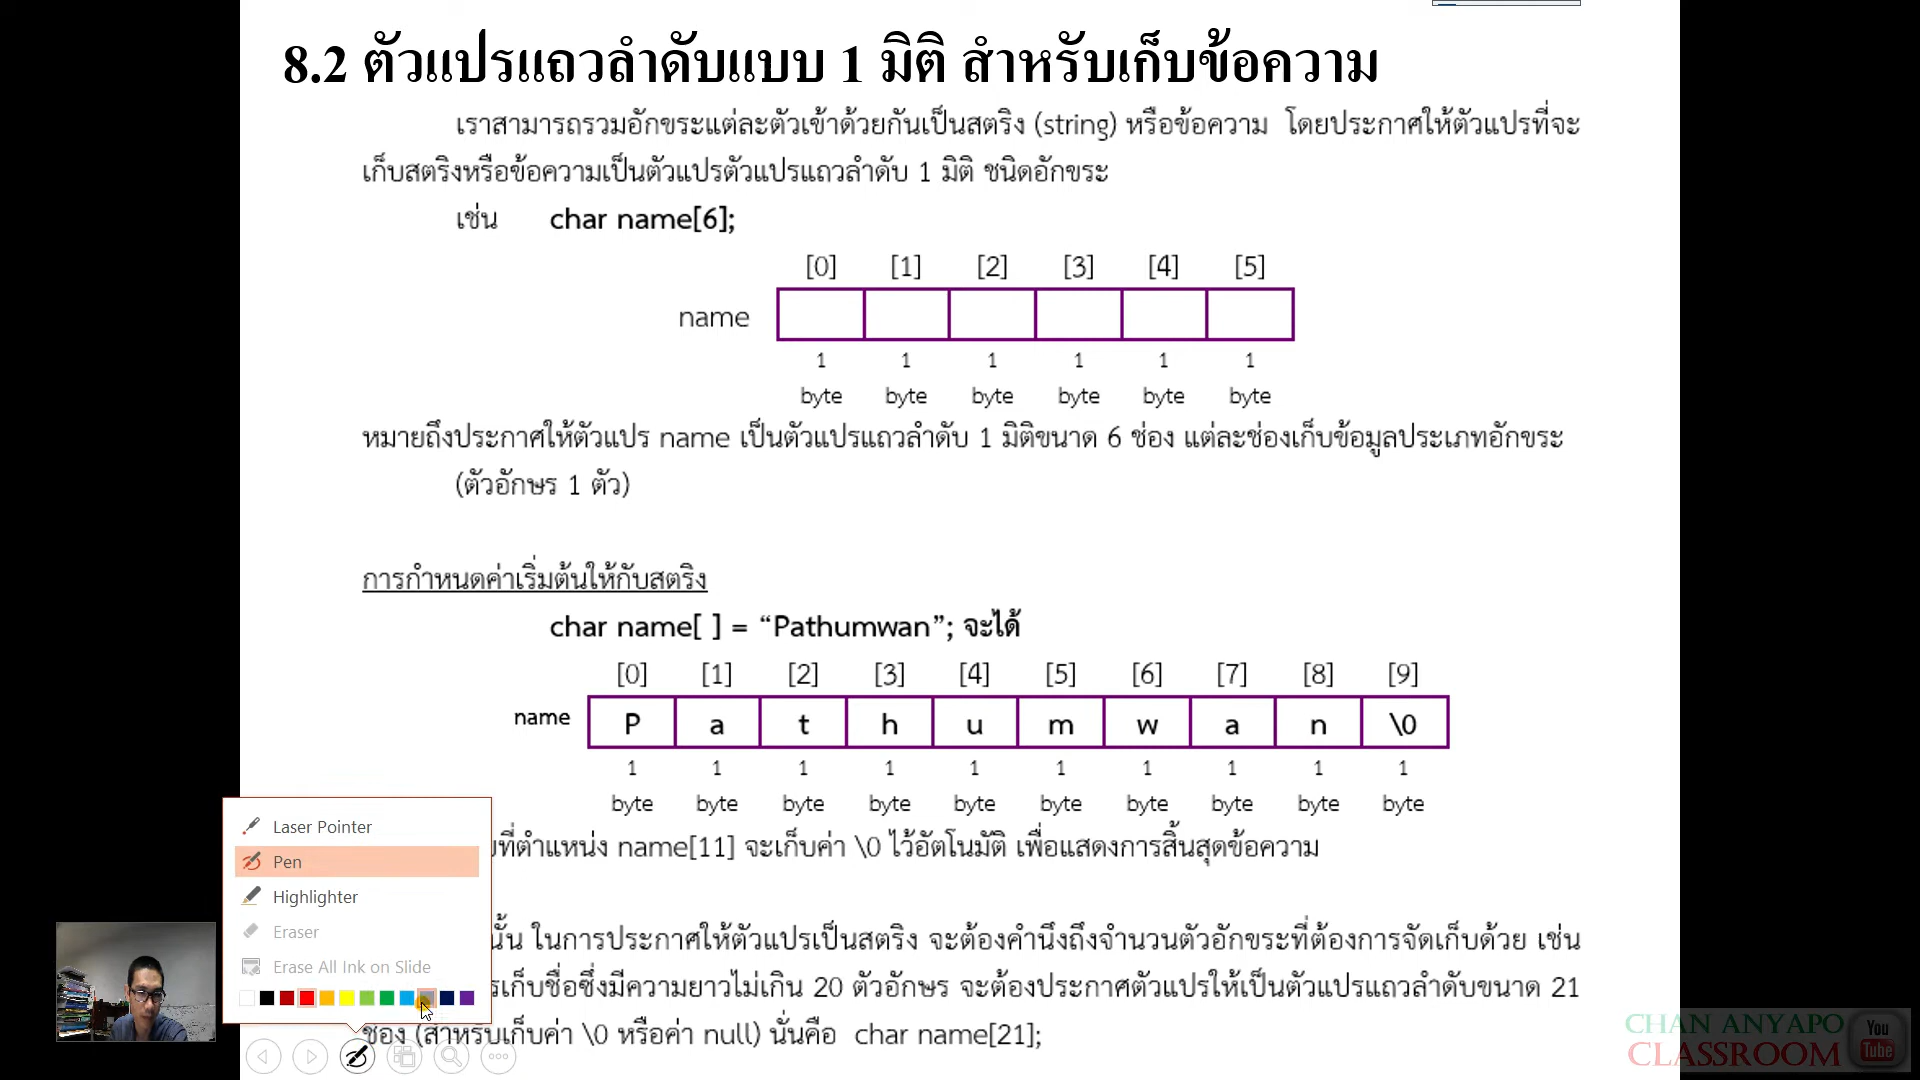 8.2 ตัวแปรแถวลำดับแบบ 1 มิติ สำหรับเก็บข้อความ
เราสามารถรวมอักขระแต่ละตัวเข้าด้วยกันเป็นสตริง (string) หรือข้อความ โดยประกาศให้ตัวแปรที่จะ
เก็บสตริงหรือข้อความเป็นตัวแปรตัวแปรแถวลำดับ 1 มิติ ชนิดอักขระ
เช่น char name[6];
[0] [1] [2] [3] [4] [5]
name
1 1 1 1 1 1
byte byte byte byte byte byte
หมายถึงประกาศให้ตัวแปร name เป็นตัวแปรแถวลำดับ 1 มิติขนาด 6 ช่อง แต่ละช่องเก็บข้อมูลประเภทอักขระ
(ตัวอักษร 1 ตัว)
การกำหนดค่าเริ่มต้นให้กับสตริง
char name[ ] = “Pathumwan”; จะได้
[0] [1] [2] [3] [4] [5] [6] [7] [8] [9]
name P a t h u m w a n \0
1 1 1 1 1 1 1 1 1 1
byte byte byte byte byte byte byte byte byte byte
ที่ตำแหน่ง name[11] จะเก็บค่า \0 ไว้อัตโนมัติ เพื่อแสดงการสิ้นสุดข้อความ
นั้น ในการประกาศให้ตัวแปรเป็นสตริง จะต้องคำนึงถึงจำนวนตัวอักขระที่ต้องการจัดเก็บด้วย เช่น
รเก็บชื่อซึ่งมีความยาวไม่เกิน 20 ตัวอักษร จะต้องประกาศตัวแปรให้เป็นตัวแปรแถวลำดับขนาด 21
ช่อง (สำหรับเก็บค่า \0 หรือค่า null) นั่นคือ char name[21];
Laser Pointer
Pen
Highlighter
Eraser
Erase All Ink on Slide
CHAN ANYAPO
CLASSROOM
You
Tube